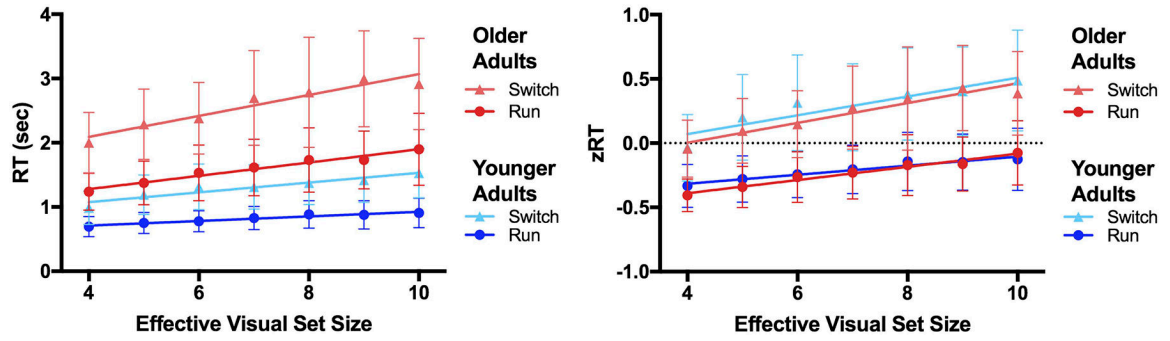 4
3
2
1
0
RT (sec)
4
6
8
10
Effective Visual Set Size
Older
Adults
Switch
Run
Younger
Adults
Switch
Run
1.0
0.5
0.0
-0.5
-1.0
zRT
4
6
8
10
Effective Visual Set Size
Older
Adults
Switch
Run
Younger
Adults
Switch
Run